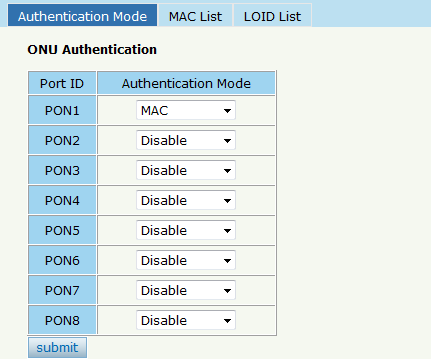 Authentication Mode MAC List LOID List
ONU Authentication
Port ID Authentication Mode
PON1 MAC
PON2 Disable
PON3 Disable
PON4 Disable
PON5 Disable
PON6 Disable
PON7 Disable
PON8 Disable
submit